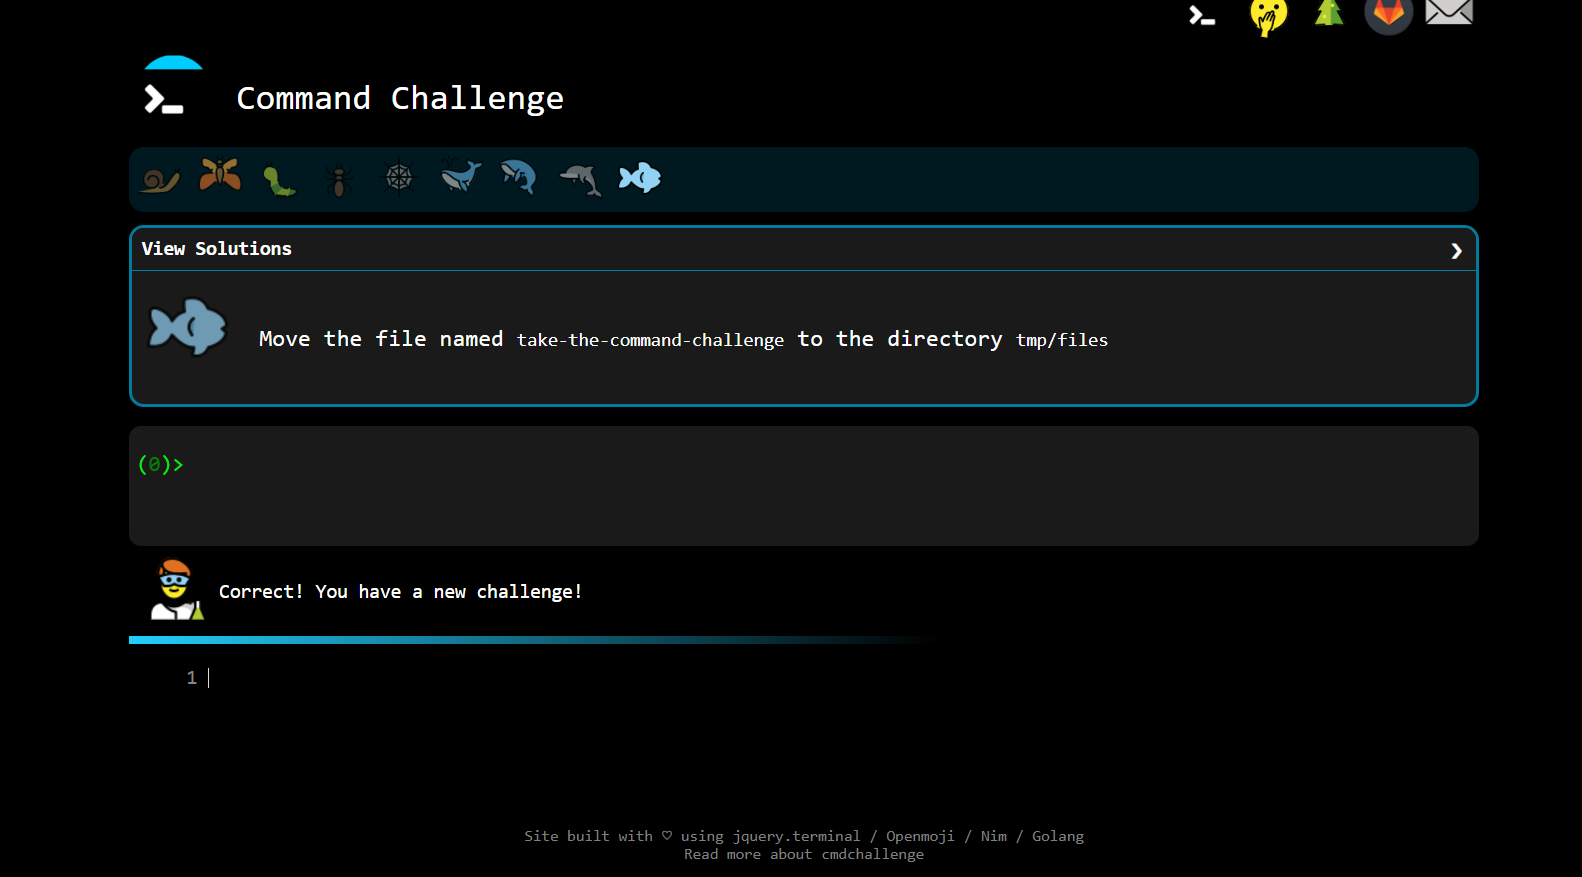 Command Challenge
View Solutions
Move the file named take-the-command-challenge to the directory tmp/files
(0)>
Correct! You have a new challenge!
1
Site built with ♡ using jquery.terminal / Openmoji / Nim / Golang
Read more about cmdchallenge